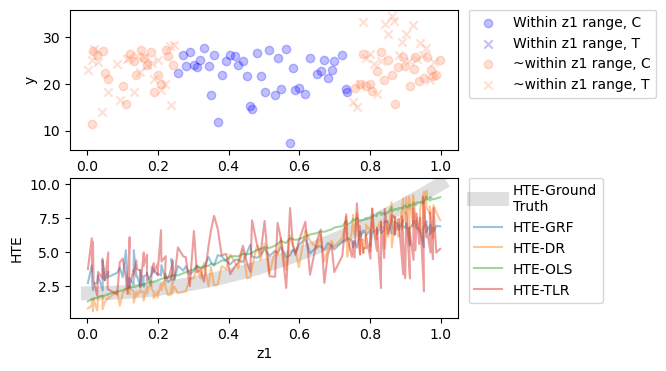 30
20
10
y
0.0 0.2 0.4 0.6 0.8 1.0
Within z1 range, C
Within z1 range, T
~within z1 range, C
~within z1 range, T
10.0
7.5
5.0
2.5
HTE
0.0 0.2 0.4 0.6 0.8 1.0
z1
HTE-Ground
Truth
HTE-GRF
HTE-DR
HTE-OLS
HTE-TLR